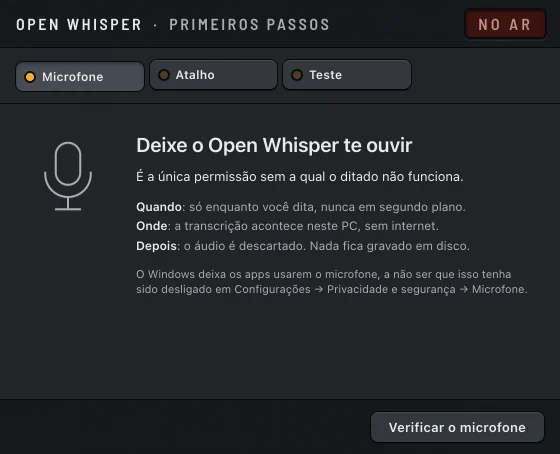 OPEN WHISPER · PRIMEIROS PASSOS
NO AR
Microfone
Atalho
Teste
Deixe o Open Whisper te ouvir
É a única permissão sem a qual o ditado não funciona.
Quando: só enquanto você dita, nunca em segundo plano.
Onde: a transcrição acontece neste PC, sem internet.
Depois: o áudio é descartado. Nada fica gravado em disco.
O Windows deixa os apps usarem o microfone, a não ser que isso tenha
sido desligado em Configurações → Privacidade e segurança → Microfone.
Verificar o microfone